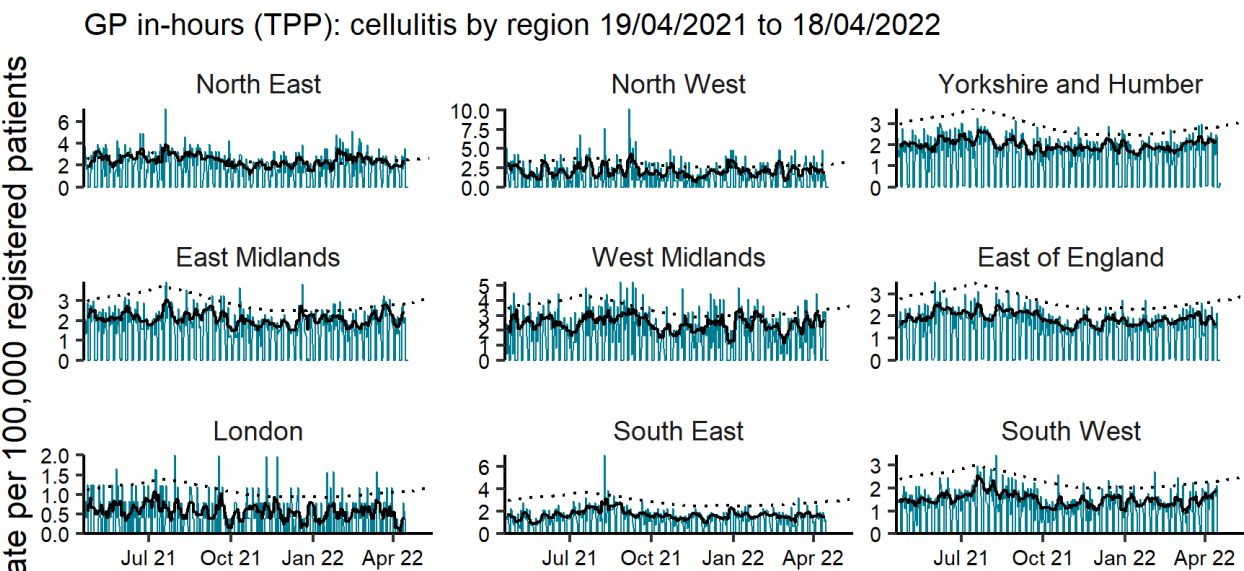 GP in-hours (TPP): cellulitis by region 19/04/2021 to 18/04/2022
ate per 100,000 registered patients
North East
North West
Yorkshire and Humber
6
4
2
0
10.0
7.5
5.0
2.5
0.0
3
2
1
0
East Midlands
West Midlands
East of England
3
2
1
0
5
4
3
2
1
0
3
2
1
0
London
South East
South West
2.0
1.5
1.0
0.5
0.0
6
4
2
0
3
2
1
0
Jul 21 Oct 21 Jan 22 Apr 22
Jul 21 Oct 21 Jan 22 Apr 22
Jul 21 Oct 21 Jan 22 Apr 22